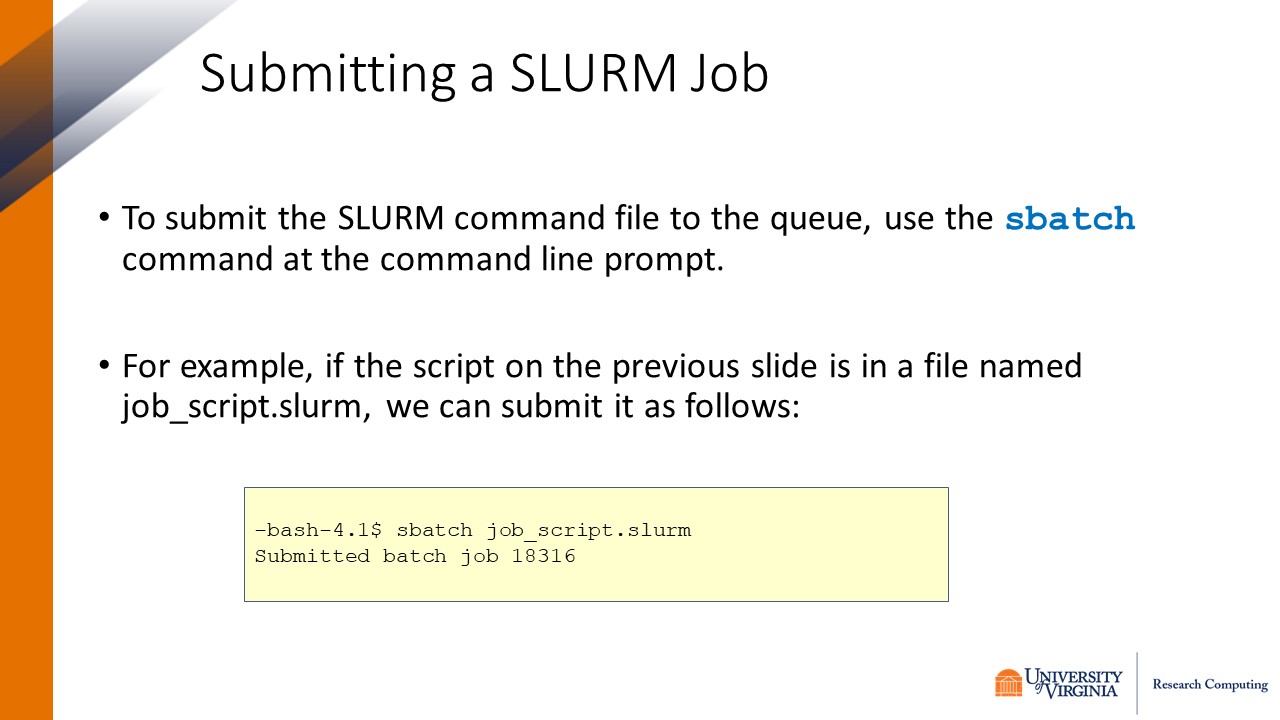 Submitting a SLURM Job
• To submit the SLURM command file to the queue, use the sbatch
command at the command line prompt.
• For example, if the script on the previous slide is in a file named
job_script.slurm, we can submit it as follows:
-bash-4.1$ sbatch job_script.slurm
Submitted batch job 18316
UNIVERSITY
of VIRGINIA
Research Computing